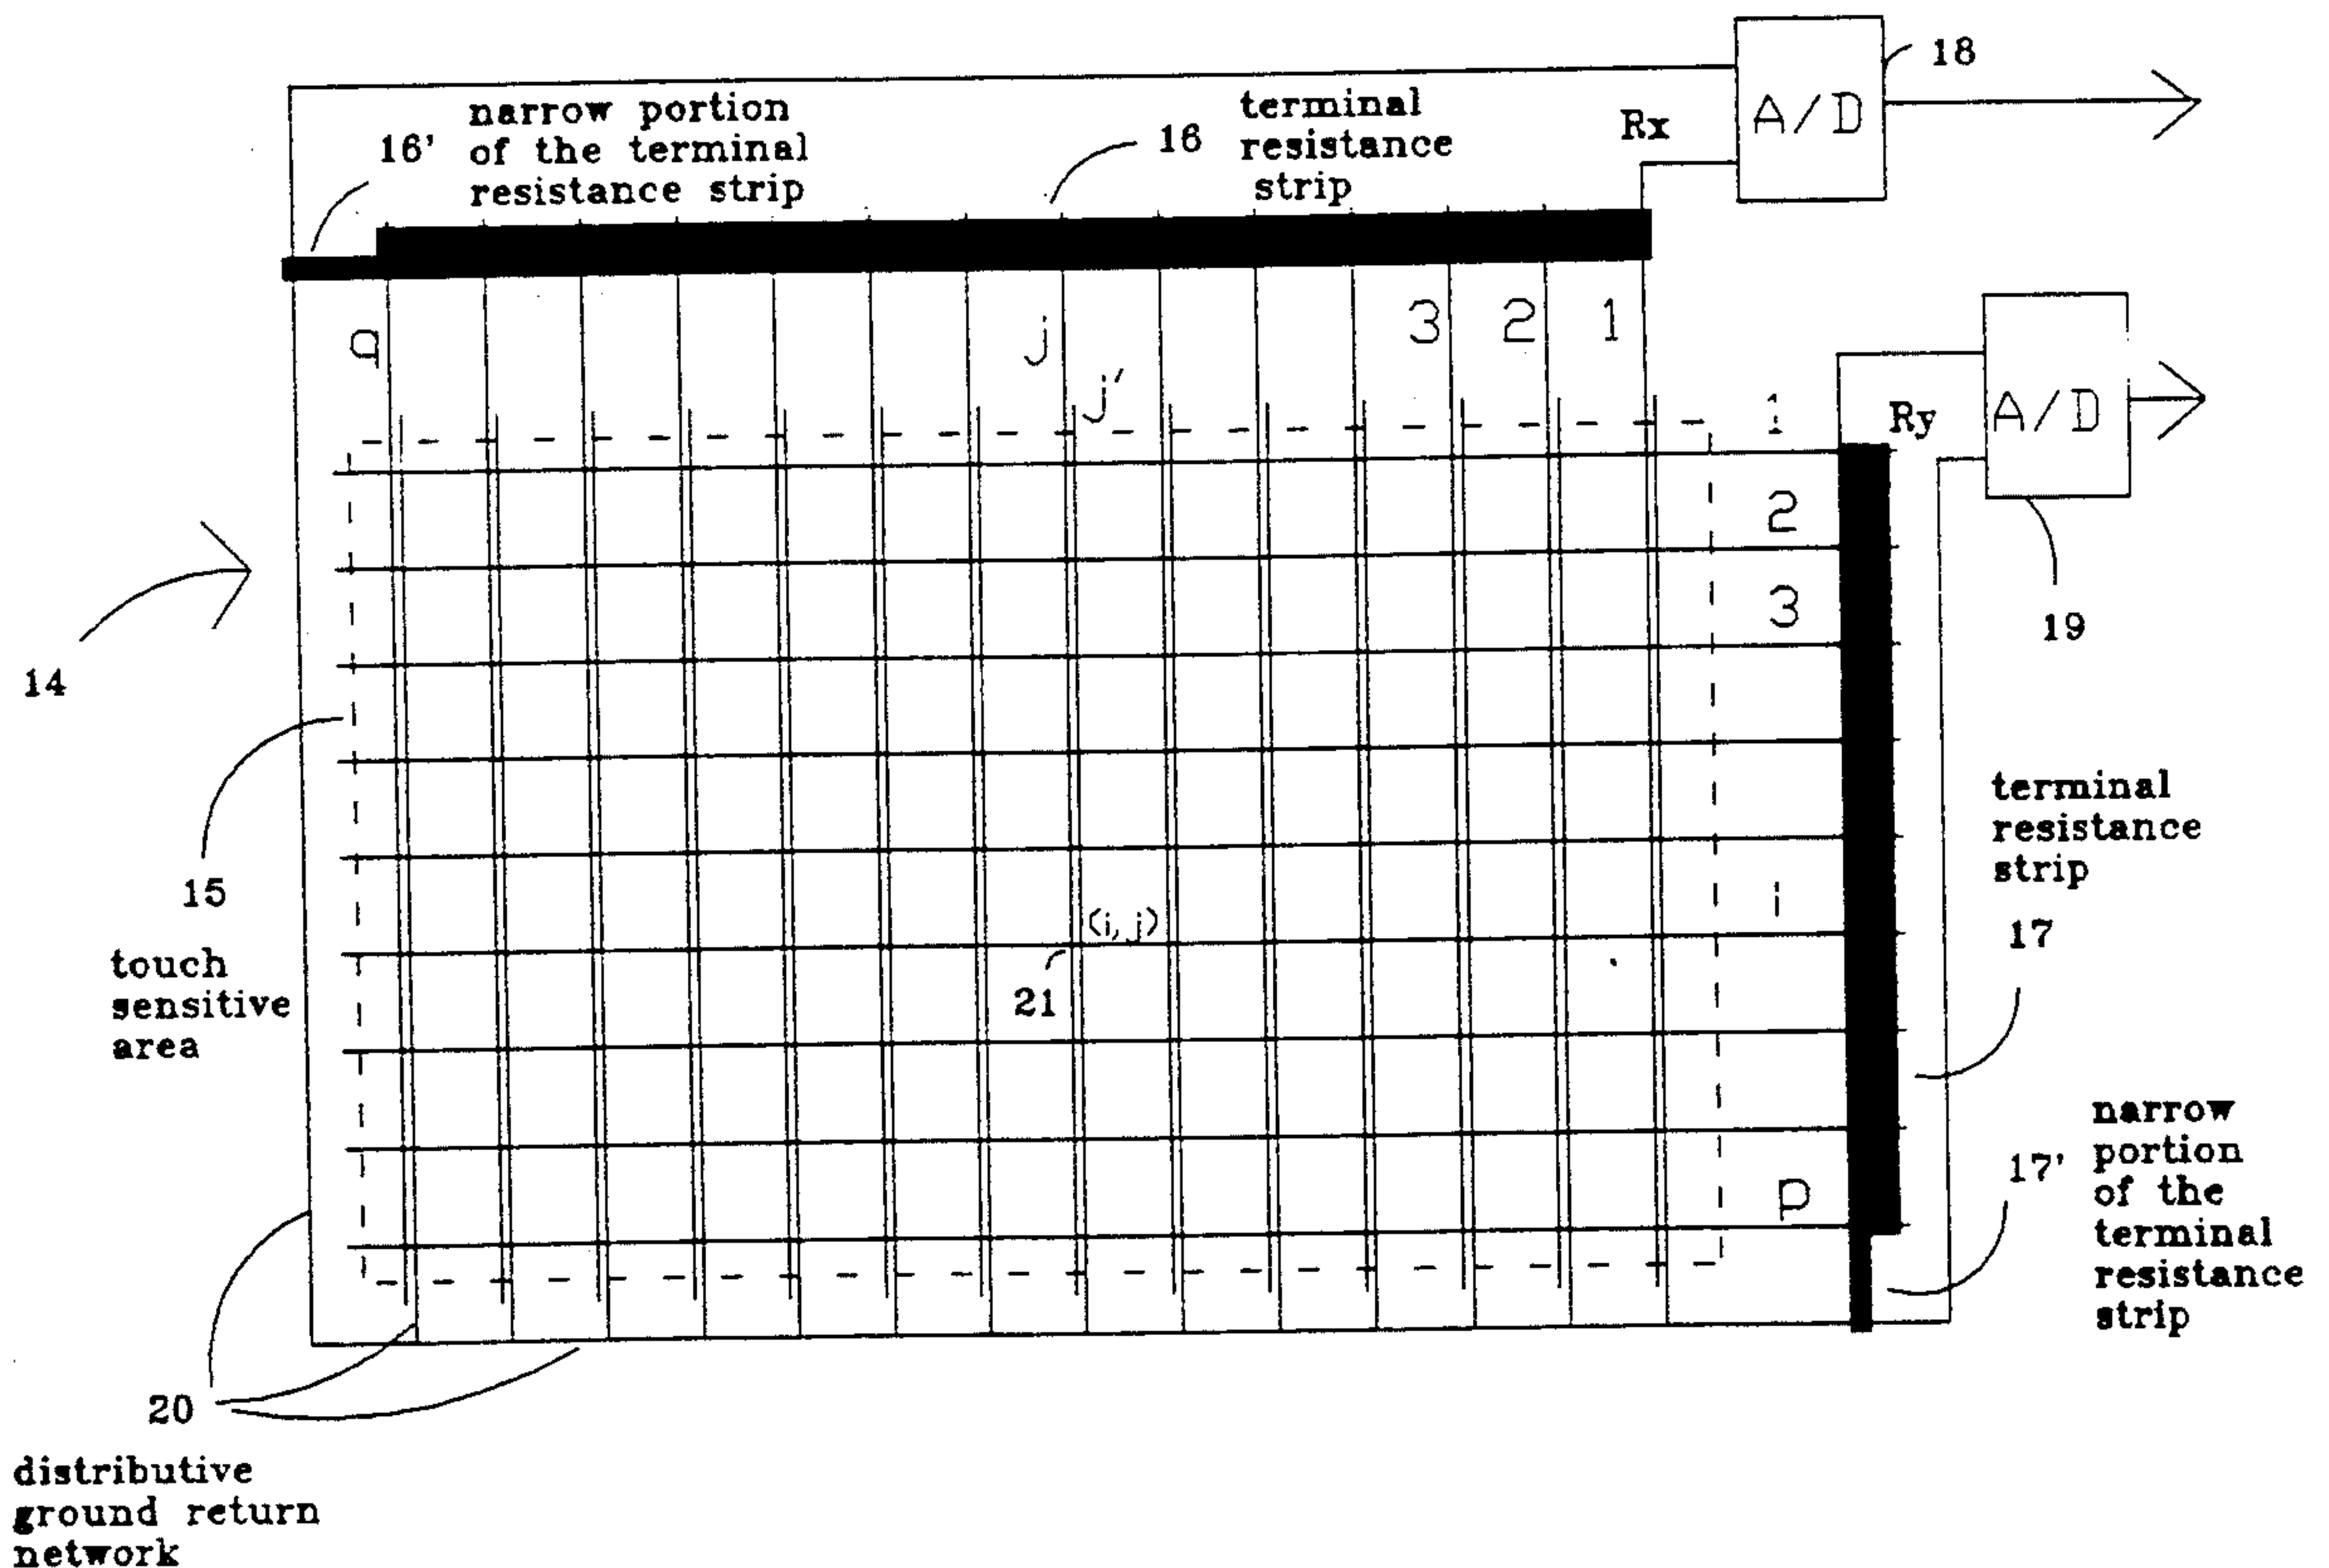 18
A/D
Rx
narrow portion
of the terminal
resistance strip
16'
16
terminal
resistance
strip
q
j
j'
3
2
1
A/D
Ry
19
1
2
3
i
p
14
15
touch
sensitive
area
(i, j)
21
terminal
resistance
strip
17
17'
narrow
portion
of the
terminal
resistance
strip
20
distributive
ground return
network